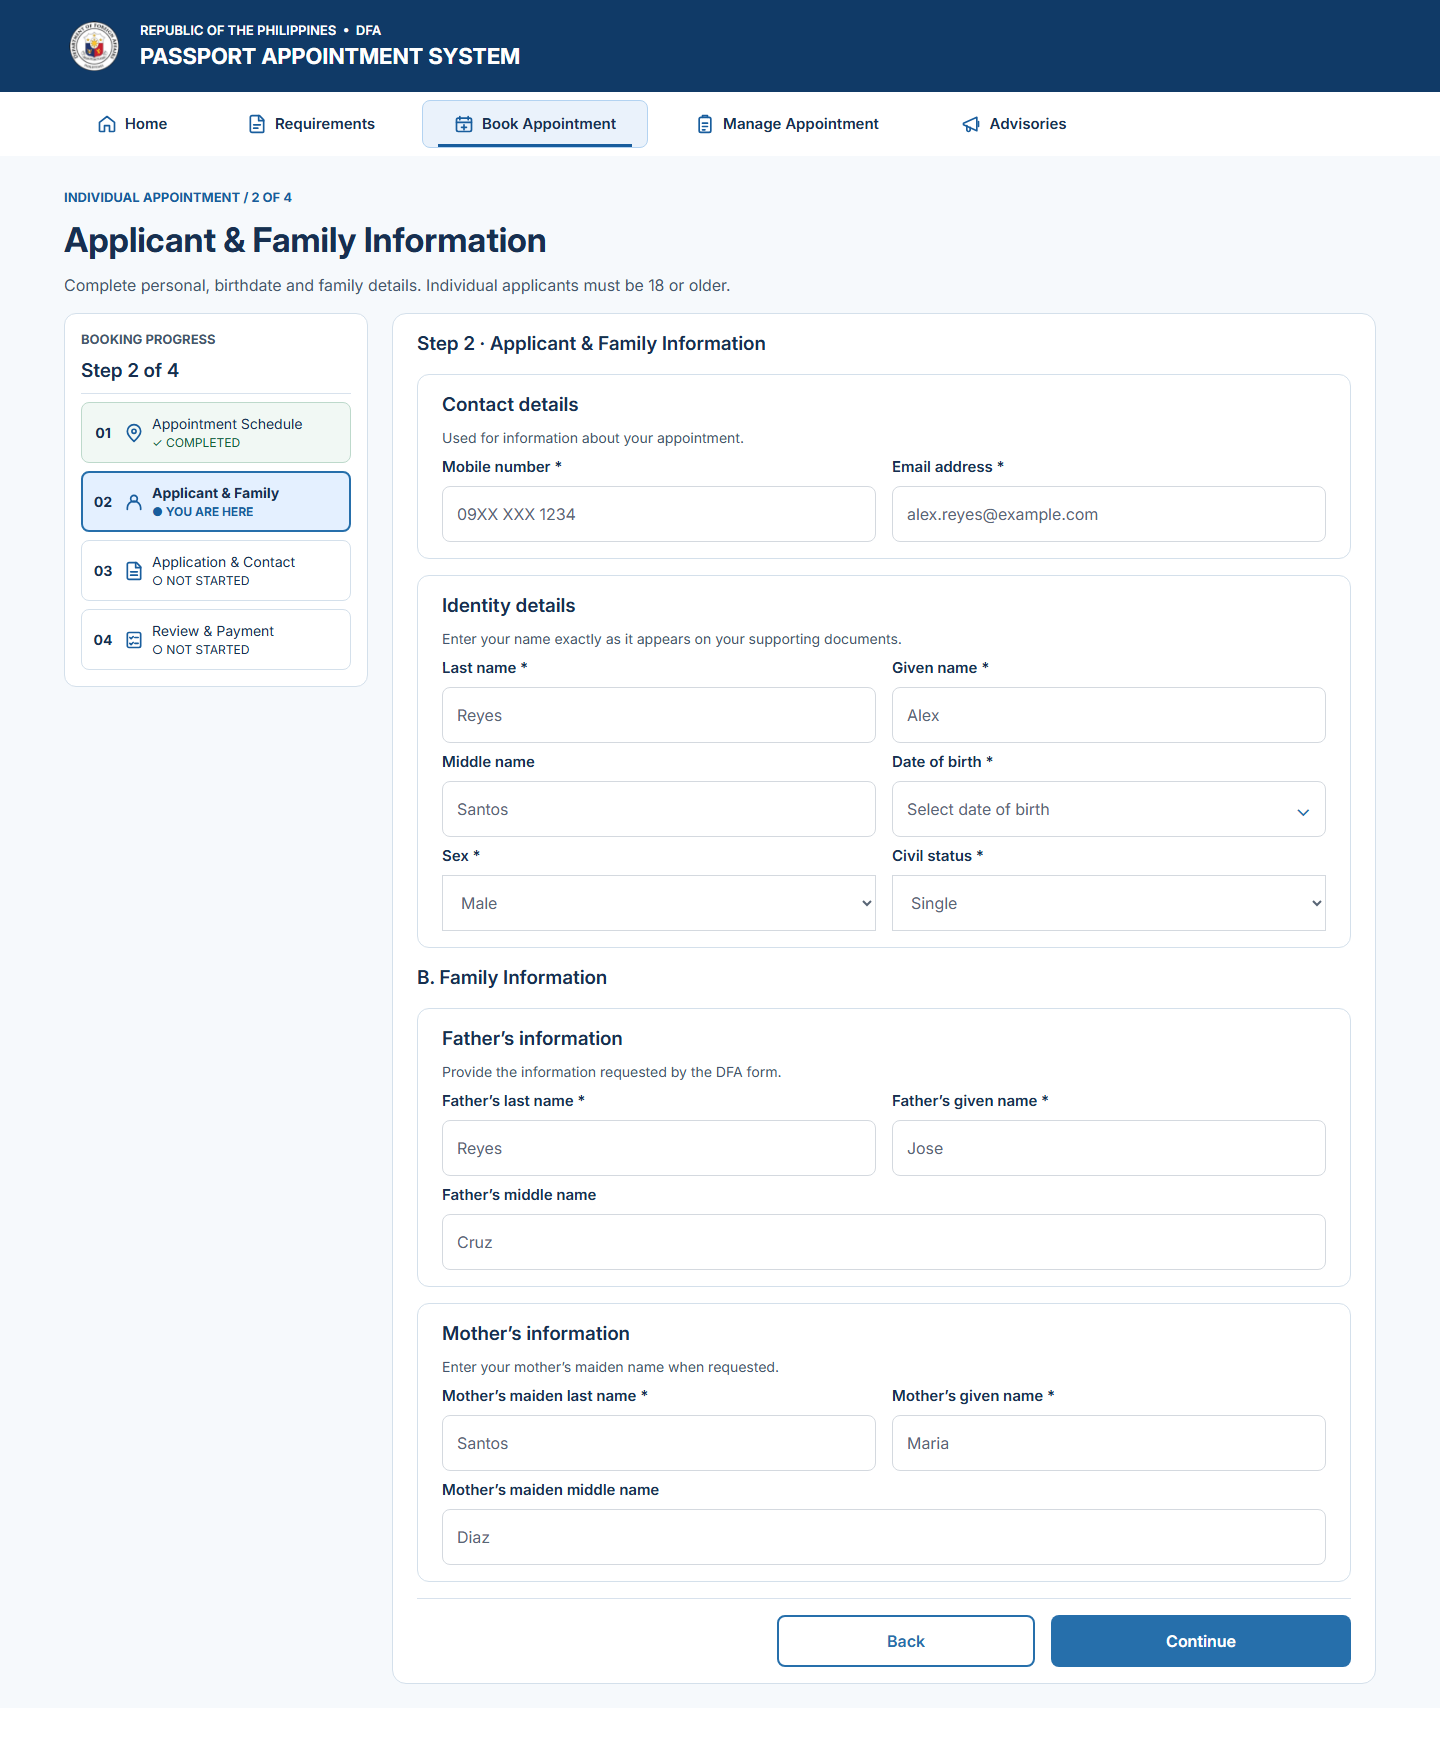 REPUBLIC OF THE PHILIPPINES • DFA
PASSPORT APPOINTMENT SYSTEM
Home
Requirements
Book Appointment
Manage Appointment
Advisories
INDIVIDUAL APPOINTMENT / 2 OF 4
Applicant & Family Information
Complete personal, birthdate and family details. Individual applicants must be 18 or older.
BOOKING PROGRESS
Step 2 of 4
01
Appointment Schedule
✓ COMPLETED
02
Applicant & Family
● YOU ARE HERE
03
Application & Contact
○ NOT STARTED
04
Review & Payment
○ NOT STARTED
Step 2 · Applicant & Family Information
Contact details
Used for information about your appointment.
Mobile number *
Email address *
09XX XXX 1234
alex.reyes@example.com
Identity details
Enter your name exactly as it appears on your supporting documents.
Last name *
Given name *
Reyes
Alex
Middle name
Date of birth *
Santos
Select date of birth
Sex *
Civil status *
Male
Single
B. Family Information
Father’s information
Provide the information requested by the DFA form.
Father’s last name *
Father’s given name *
Reyes
Jose
Father’s middle name
Cruz
Mother’s information
Enter your mother’s maiden name when requested.
Mother’s maiden last name *
Mother’s given name *
Santos
Maria
Mother’s maiden middle name
Diaz
Back
Continue